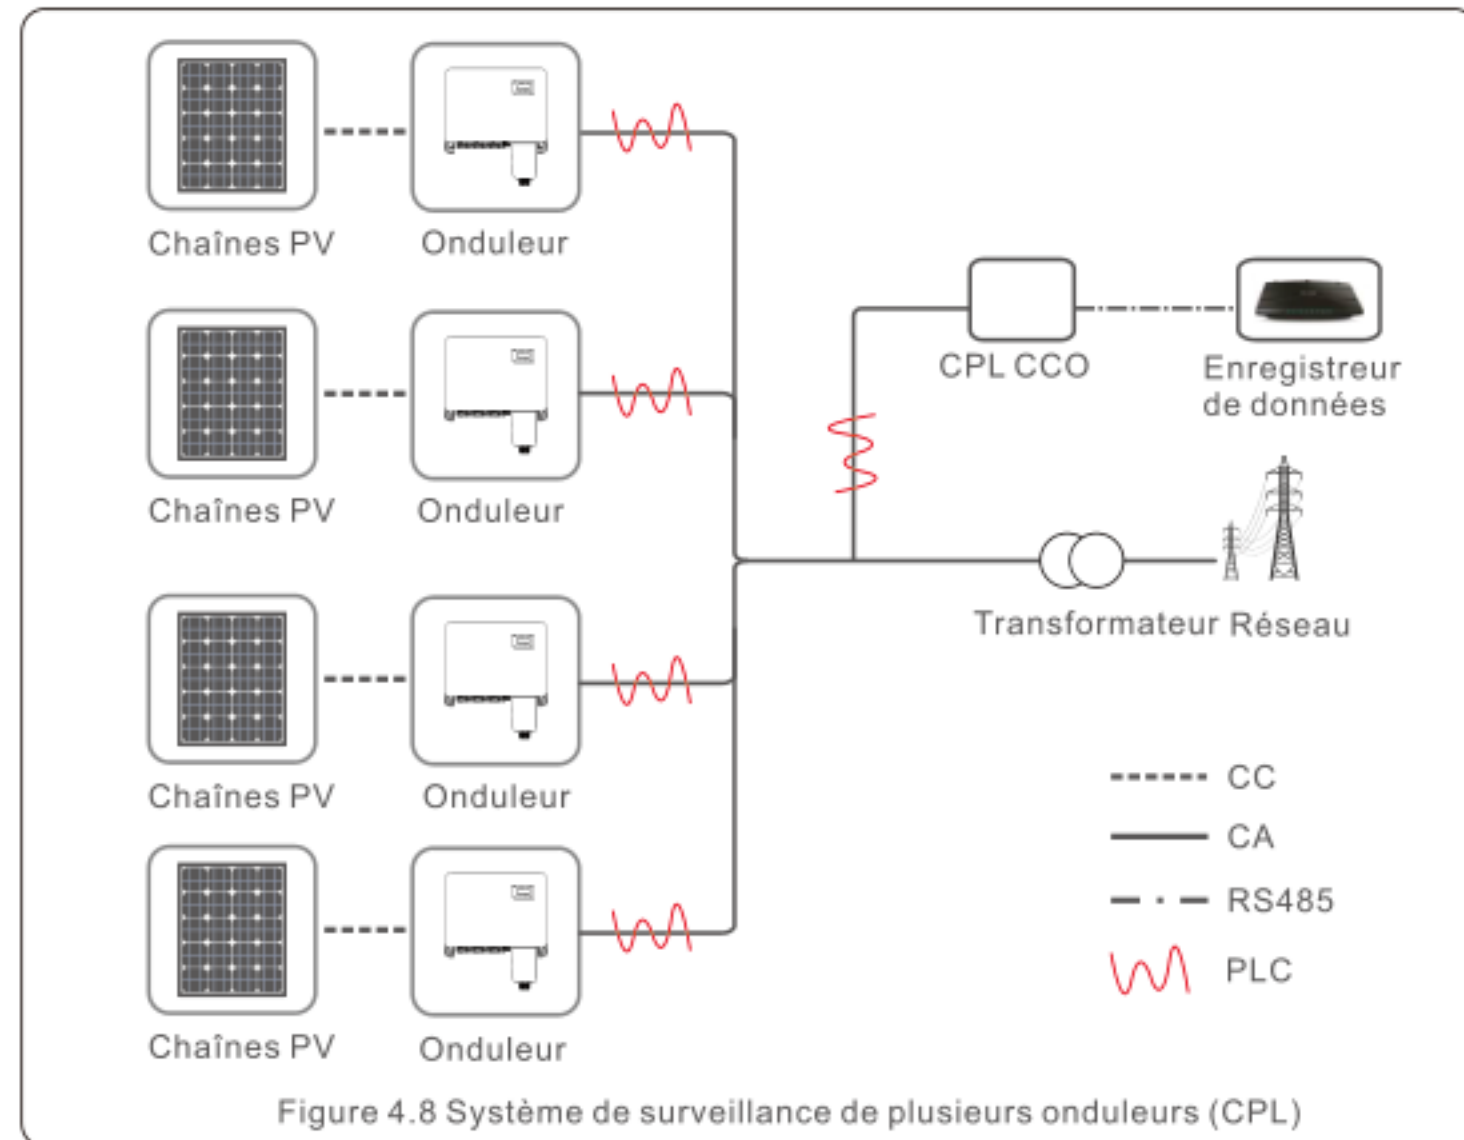 Chaînes PV
Onduleur
CPL CCO
Enregistreur
de données
Chaînes PV
Onduleur
Transformateur
Réseau
Chaînes PV
Onduleur
CC
CA
RS485
PLC
Chaînes PV
Onduleur
Figure 4.8 Système de surveillance de plusieurs onduleurs (CPL)